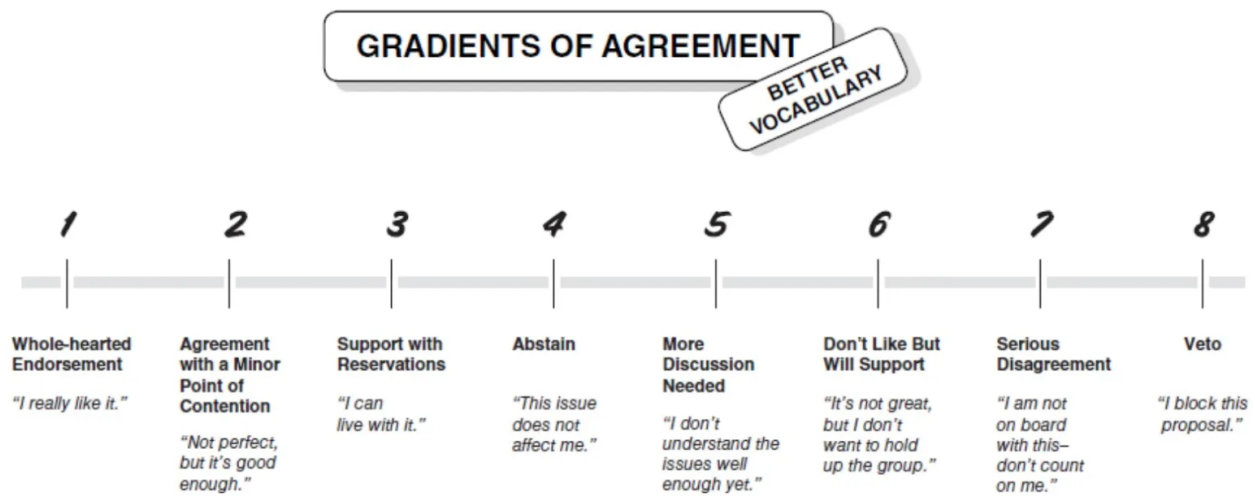 GRADIENTS OF AGREEMENT
BETTER
VOCABULARY
1
2
3
4
5
6
7
8
Whole-hearted
Endorsement
"I really like it."
Agreement
with a Minor
Point of
Contention
"Not perfect,
but it's good
enough."
Support with
Reservations
"I can
live with it."
Abstain
"This issue
does not
affect me."
More
Discussion
Needed
"I don't
understand the
issues well
enough yet."
Don't Like But
Will Support
"It's not great,
but I don't
want to hold
up the group."
Serious
Disagreement
"I am not
on board
with this–
don't count
on me."
Veto
"I block this
proposal."